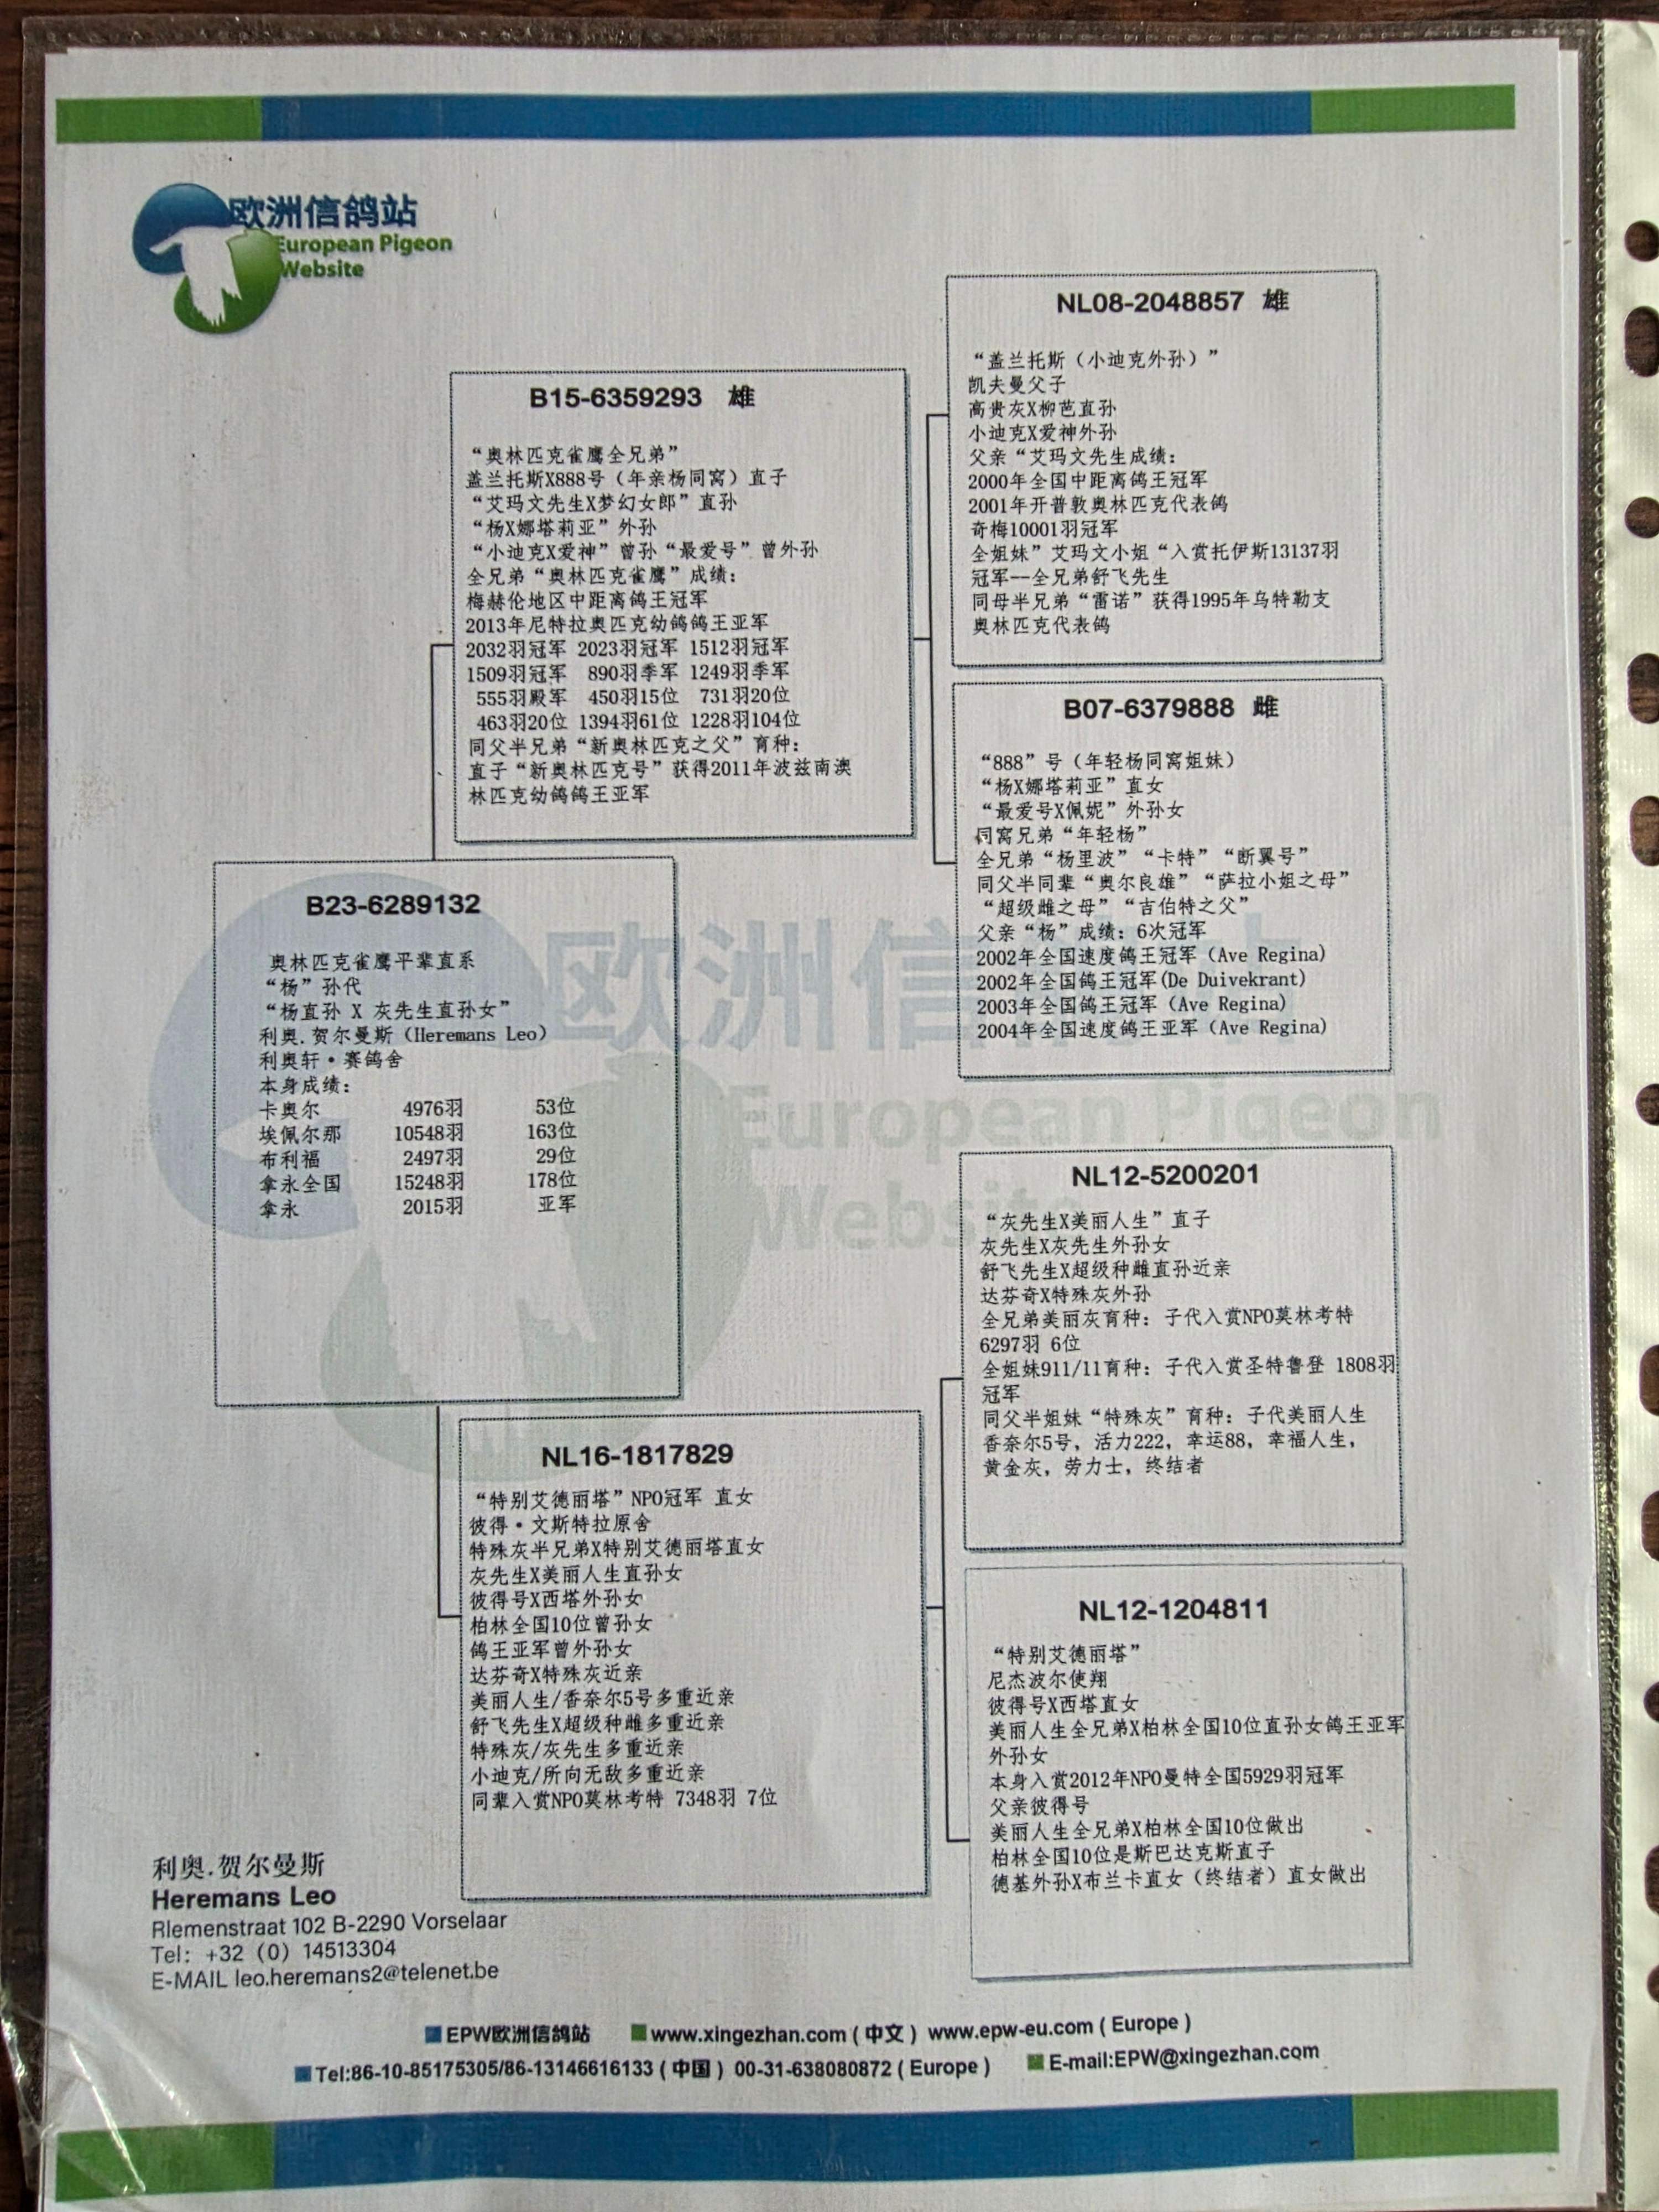 欧洲信鸽站
European Pigeon
Website
NL08-2048857 雄
“盖兰托斯（小迪克外孙）”
凯夫曼父子
高贵灰X柳芭直孙
小迪克X爱神外孙
父亲“艾玛文先生成绩：
2000年全国中距离鸽王冠军
2001年开普敦奥林匹克代表鸽
奇梅10001羽冠军
全姐妹”艾玛文小姐“入赏托伊斯13137羽
冠军--全兄弟舒飞先生
同母半兄弟“雷诺”获得1995年乌特勒支
奥林匹克代表鸽
B15-6359293 雄
“奥林匹克雀鹰全兄弟”
盖兰托斯X888号（年亲杨同窝）直子
“艾玛文先生X梦幻女郎”直孙
“杨X娜塔莉亚”外孙
“小迪克X爱神”曾孙“最爱号”曾外孙
全兄弟“奥林匹克雀鹰”成绩：
梅赫伦地区中距离鸽王冠军
2013年尼特拉奥匹克幼鸽鸽王亚军
2032羽冠军 2023羽冠军 1512羽冠军
1509羽冠军 890羽季军 1249羽季军
555羽殿军 450羽15位 731羽20位
463羽20位 1394羽61位 1228羽104位
同父半兄弟“新奥林匹克之父”育种：
直子“新奥林匹克号”获得2011年波兹南澳
林匹克幼鸽鸽王亚军
B07-6379888 雌
“888”号（年轻杨同窝姐妹）
“杨X娜塔莉亚”直女
“最爱号X佩妮”外孙女
同窝兄弟“年轻杨”
全兄弟“杨里波”“卡特”“断翼号”
同父半同辈“奥尔良雄”“萨拉小姐之母”
“超级雌之母”“吉伯特之父”
父亲“杨”成绩：6次冠军
2002年全国速度鸽王冠军（Ave Regina)
2002年全国鸽王冠军(De Duivekrant)
2003年全国鸽王冠军（Ave Regina)
2004年全国速度鸽王亚军（Ave Regina)
B23-6289132
奥林匹克雀鹰平辈直系
“杨”孙代
“杨直孙 X 灰先生直孙女”
利奥.贺尔曼斯（Heremans Leo）
利奥轩·赛鸽舍
本身成绩：
卡奥尔 4976羽 53位
埃佩尔那 10548羽 163位
布利福 2497羽 29位
拿永全国 15248羽 178位
拿永 2015羽 亚军
欧洲信
European Pigeon
Website
NL12-5200201
“灰先生X美丽人生”直子
灰先生X灰先生外孙女
舒飞先生X超级种雌直孙近亲
达芬奇X特殊灰外孙
全兄弟美丽灰育种：子代入赏NPO莫林考特
6297羽 6位
全姐妹911/11育种：子代入赏圣特鲁登 1808羽
冠军
同父半姐妹“特殊灰”育种：子代美丽人生
香奈尔5号，活力222，幸运88，幸福人生，
黄金灰，劳力士，终结者
NL16-1817829
“特别艾德丽塔”NPO冠军 直女
彼得·文斯特拉原舍
特殊灰半兄弟X特别艾德丽塔直女
灰先生X美丽人生直孙女
彼得号X西塔外孙女
柏林全国10位曾孙女
鸽王亚军曾外孙女
达芬奇X特殊灰近亲
美丽人生/香奈尔5号多重近亲
舒飞先生X超级种雌多重近亲
特殊灰/灰先生多重近亲
小迪克/所向无敌多重近亲
同辈入赏NPO莫林考特 7348羽 7位
NL12-1204811
“特别艾德丽塔”
尼杰波尔使翔
彼得号X西塔直女
美丽人生全兄弟X柏林全国10位直孙女鸽王亚军
外孙女
本身入赏2012年NPO曼特全国5929羽冠军
父亲彼得号
美丽人生全兄弟X柏林全国10位做出
柏林全国10位是斯巴达克斯直子
德基外孙X布兰卡直女（终结者）直女做出
利奥.贺尔曼斯
Heremans Leo
Rlemenstraat 102 B-2290 Vorselaar
Tel: +32 (0) 14513304
E-MAIL leo.heremans2@telenet.be
EPW欧洲信鸽站 www.xingezhan.com ( 中文 ) www.epw-eu.com ( Europe )
Tel:86-10-85175305/86-13146616133 ( 中国 ) 00-31-638080872 ( Europe ) E-mail:EPW@xingezhan.com